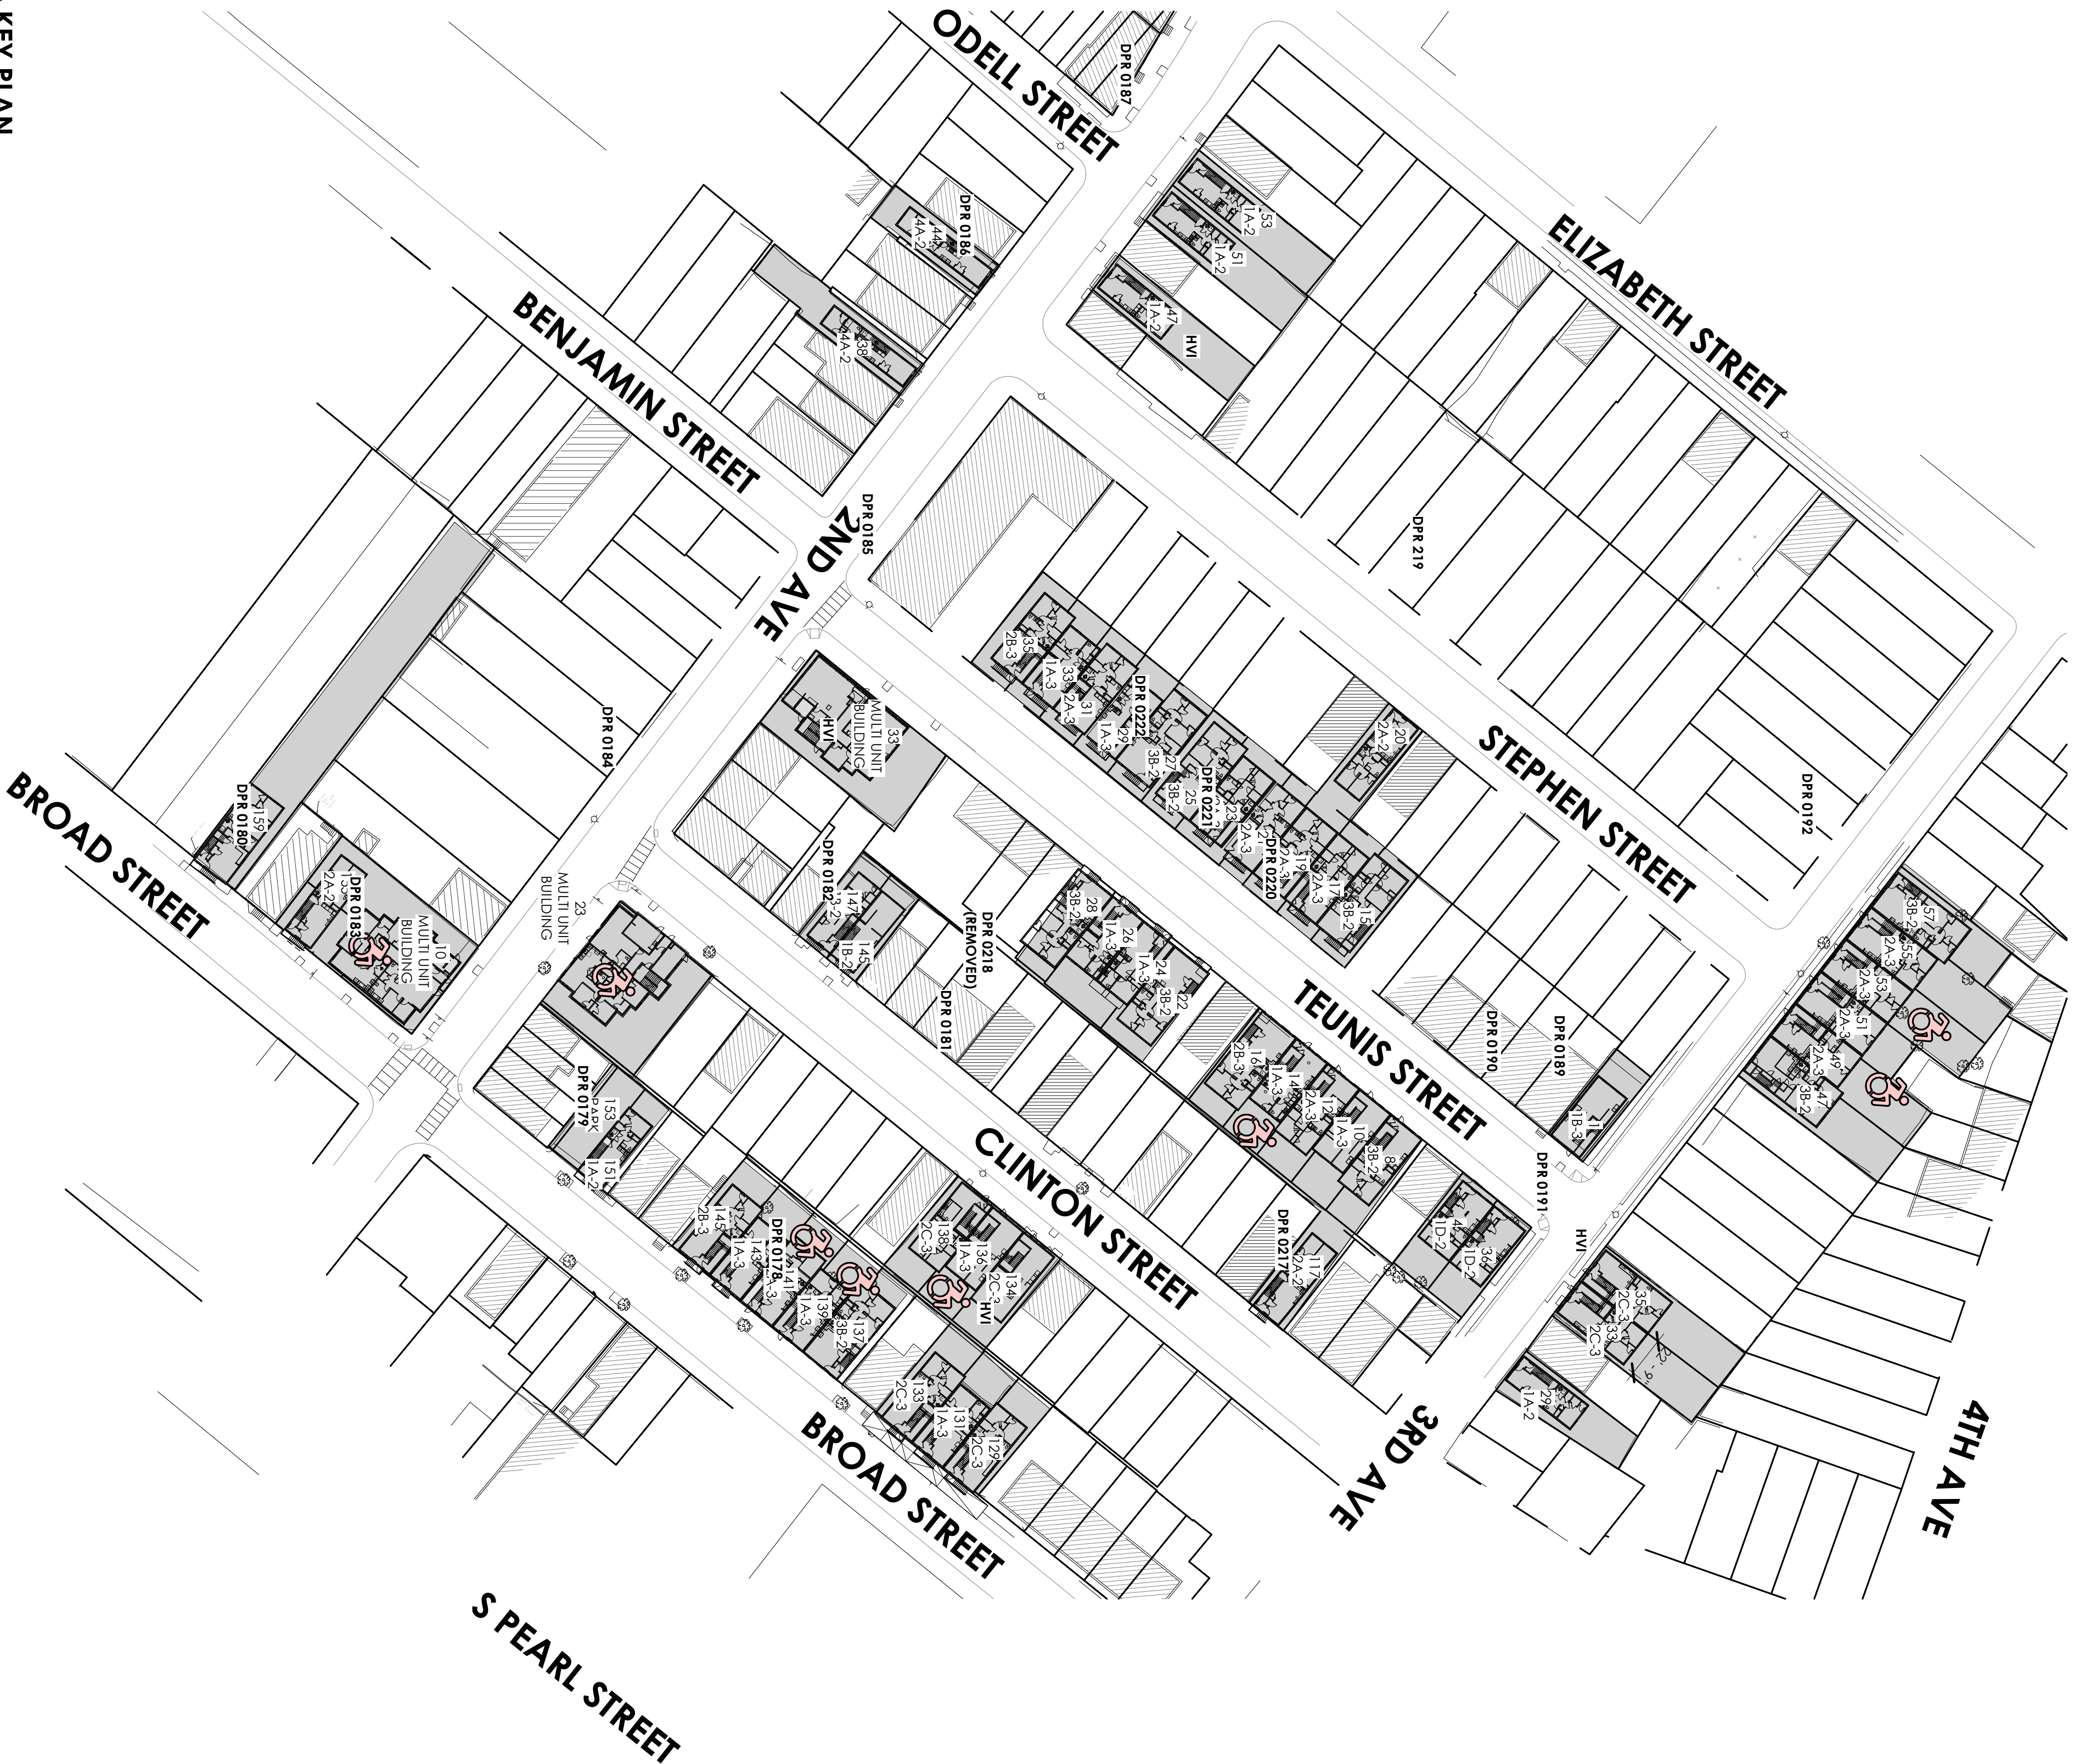 KEY PLAN
ODELL STREET
DPR 0187
ELIZABETH STREET
53
1A-2
51
1A-2
47
1A-2
HVI
DPR 0186
44
4A-2
38
4A-2
BENJAMIN STREET
2ND AVE
DPR 0185
DPR 219
STEPHEN STREET
DPR 0192
35
2B-3
33
1A-3
31
2A-3
DPR 0222
29
1A-3
27
3B-2
25
3B-2
DPR 0221
23
2A-3
21
DPR 0220
19
2A-3
17
2A-3
15
3B-2
20
2A-2
33
MULTI UNIT
BUILDING
HVI
DPR 0184
DPR 0182
147
145
1B-2
DPR 0218
(REMOVED)
DPR 0181
28
3B-2
26
1A-3
24
1A-3
22
3B-2
TEUNIS STREET
DPR 0190
DPR 0189
11
1B-3
57
3B-2
55
2A-3
53
2A-3
51
2A-3
49
2A-3
47
3B-2
16
2B-3
14
1A-3
12
2A-3
10
1A-3
8
3B-2
DPR 0191
HVI
4
1D-2
36
1D-2
DPR 0217
117
2A-2
35
2C-3
33
2C-3
29
1A-2
4TH AVE
3RD AVE
CLINTON STREET
138
2C-3
136
1A-3
134
2C-3
HVI
159
DPR 0180
BROAD STREET
DPR 0183
2A-2
10
MULTI UNIT
BUILDING
23
MULTI UNIT
BUILDING
DPR 0179
153
PARK
151
1A-2
145
2B-3
143
1A-3
DPR 0178
141
139
1A-3
137
3B-2
133
2C-3
131
1A-3
129
2C-3
BROAD STREET
S PEARL STREET